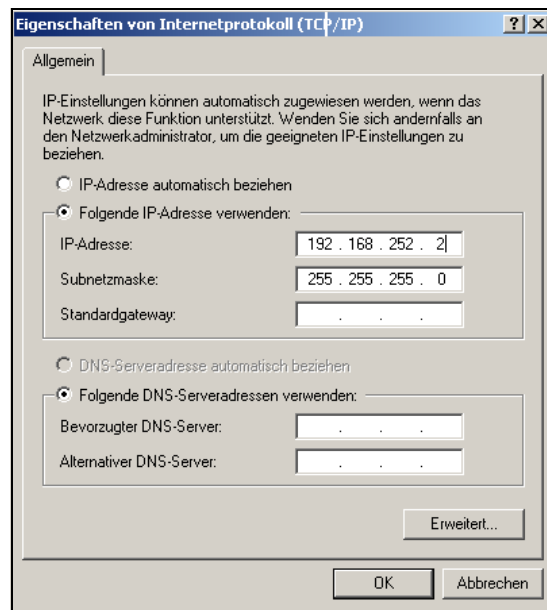 Eigenschaften von Internetprotokoll (TCP/IP)
Allgemein
IP-Einstellungen können automatisch zugewiesen werden, wenn das
Netzwerk diese Funktion unterstützt. Wenden Sie sich andernfalls an
den Netzwerkadministrator, um die geeigneten IP-Einstellungen zu
beziehen.
IP-Adresse automatisch beziehen
Folgende IP-Adresse verwenden:
IP-Adresse: 192 . 168 . 252 . 2
Subnetzmaske: 255 . 255 . 255 . 0
Standardgateway: . . .
DNS-Serveradresse automatisch beziehen
Folgende DNS-Serveradressen verwenden:
Bevorzugter DNS-Server: . . .
Alternativer DNS-Server: . . .
Erweitert...
OK Abbrechen